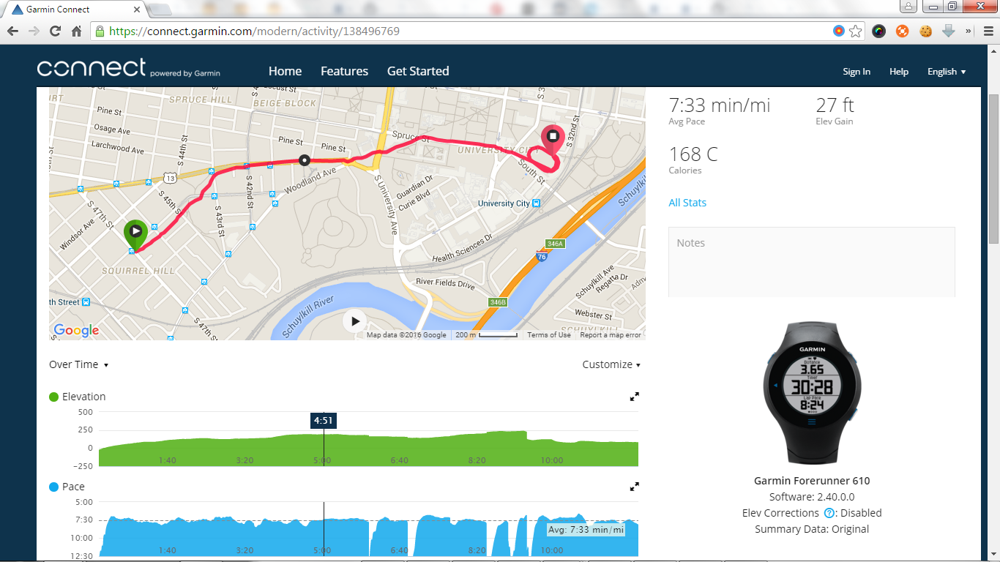 Garmin Connect
https://connect.garmin.com/modern/activity/138496769
connect powered by Garmin
Home Features Get Started
Sign In Help English
Locust St
SPRUCE HILL
BEIGE BLOCK
Pine St
Osage Ave
Larchwood Ave
S 44th St
Pine St
Pine St
Spruce St
UNIVERSITY CITY
S 32nd St
South St
13
S 42nd St
Woodland Ave
S 45th St
S 47th St
S 43rd St
Windsor Ave
S University Ave
Guardian Dr
Curie Blvd
University City
Schuylkill
346A
76
Health Sciences Dr
SQUIRREL HILL
River Fields Drive
Schuylkill Ave
Regatta Dr
346B
th Street
Schuylkill River
S 47th St
Webster St
SCHUYLKILL
Google
Map data ©2016 Google 200 m Terms of Use Report a map error
7:33 min/mi
Avg Pace
27 ft
Elev Gain
168 C
Calories
All Stats
Notes
Over Time
Customize
Elevation
500
250
0
-250
4:51
1:40 3:20 5:00 6:40 8:20 10:00
Pace
5:00
7:30
10:00
12:30
Avg: 7:33 min/mi
1:40 3:20 5:00 6:40 8:20 10:00
GARMIN
Distance
3.65
Timer
30:28
Lap Pace
8:24
Garmin Forerunner 610
Software: 2.40.0.0
Elev Corrections ?: Disabled
Summary Data: Original